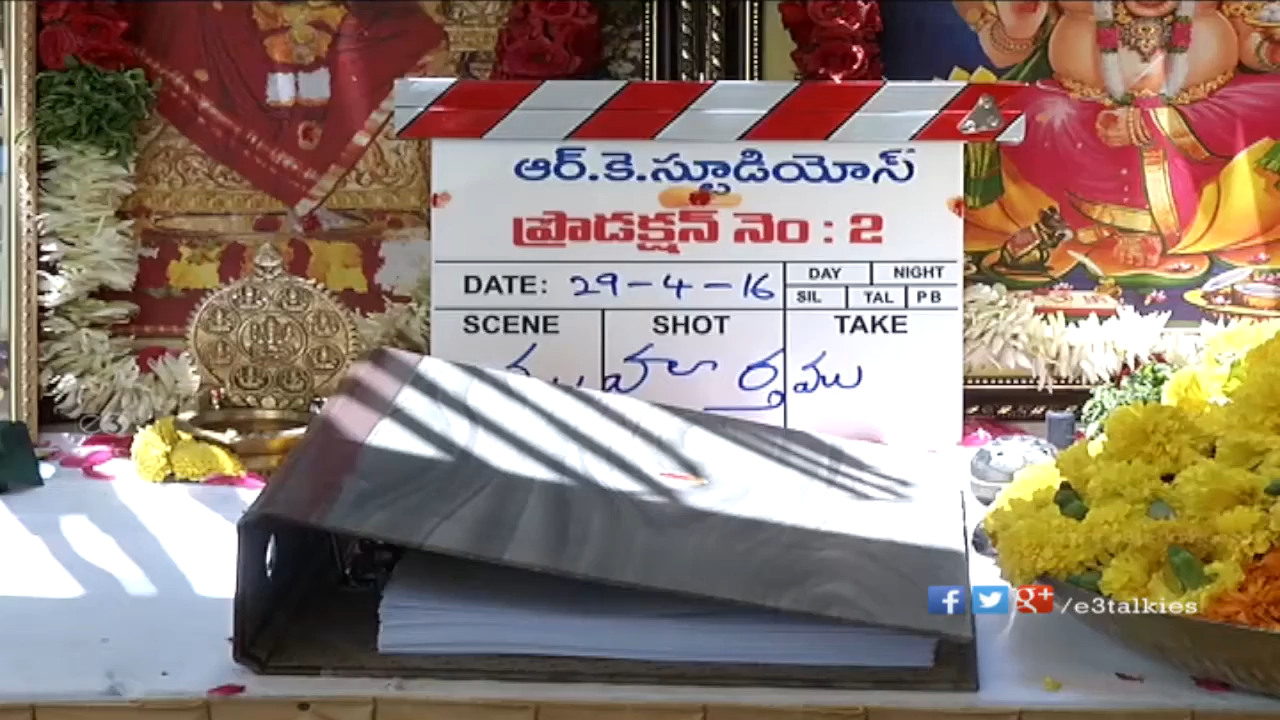 ఆర్.కె.స్టూడియోస్
ప్రొడక్షన్ నెం : 2
DATE: 29-4-16
DAY NIGHT
SIL TAL PB
SCENE SHOT TAKE
/e3talkies